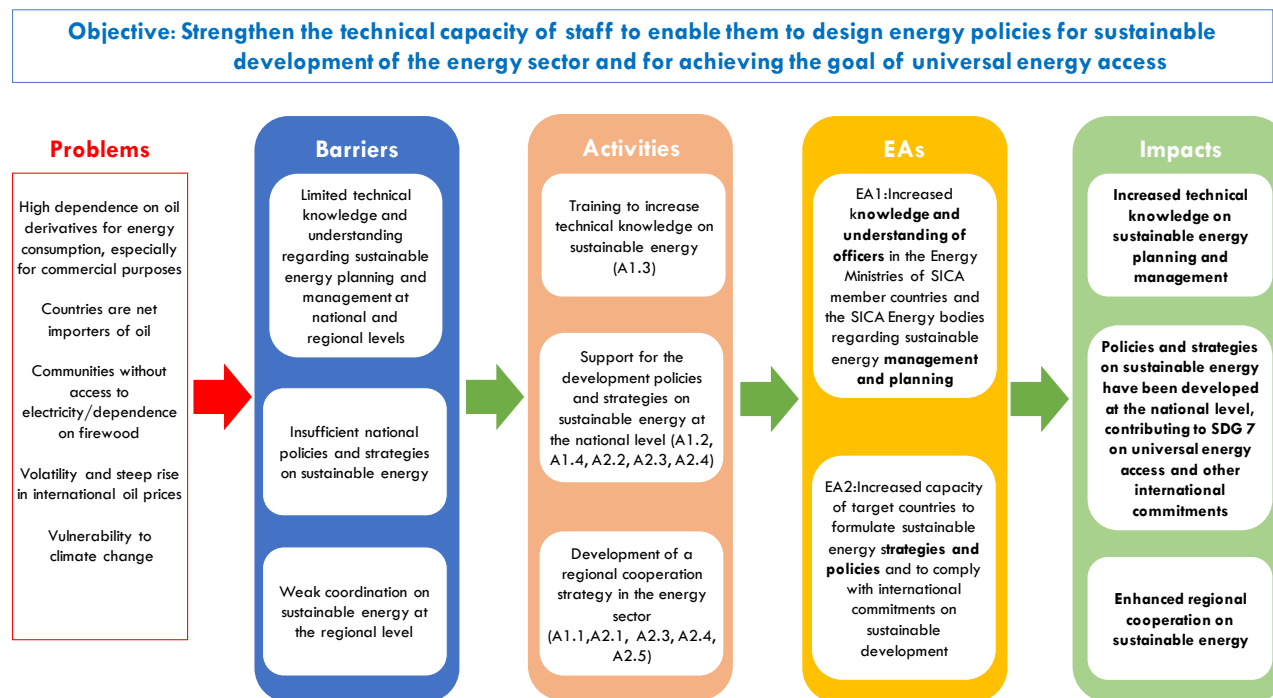 Objective: Strengthen the technical capacity of staff to enable them to design energy policies for sustainable
development of the energy sector and for achieving the goal of universal energy access
Problems
High dependence on oil
derivatives for energy
consumption, especially
for commercial purposes
Countries are net
importers of oil
Communities without
access to
electricity/dependence
on firewood
Volatility and steep rise
in international oil prices
Vulnerability to
climate change
Barriers
Limited technical
knowledge and
understanding
regarding sustainable
energy planning and
management at
national and
regional levels
Insufficient national
policies and strategies
on sustainable energy
Weak coordination on
sustainable energy at
the regional level
Activities
Training to increase
technical knowledge on
sustainable energy
(A1.3)
Support for the
development policies
and strategies on
sustainable energy at
the national level (A1.2,
A1.4, A2.2, A2.3, A2.4)
Development of a
regional cooperation
strategy in the energy
sector
(A1.1,A2.1, A2.3, A2.4,
A2.5)
EAs
EA1:Increased
knowledge and
understanding of
officers in the Energy
Ministries of SICA
member countries and
the SICA Energy bodies
regarding sustainable
energy management
and planning
EA2:Increased capacity
of target countries to
formulate sustainable
energy strategies and
policies and to comply
with international
commitments on
sustainable
development
Impacts
Increased technical
knowledge on
sustainable energy
planning and
management
Policies and strategies
on sustainable energy
have been developed
at the national level,
contributing to SDG 7
on universal energy
access and other
international
commitments
Enhanced regional
cooperation on
sustainable energy